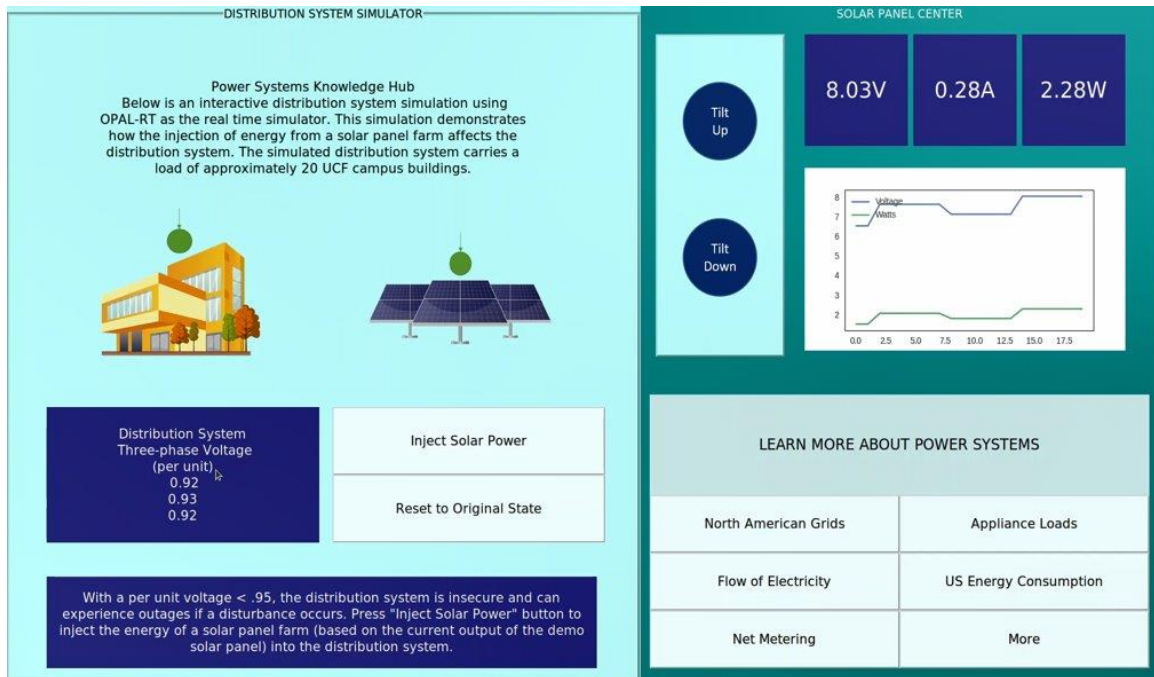 DISTRIBUTION SYSTEM SIMULATOR
Power Systems Knowledge Hub
Below is an interactive distribution system simulation using
OPAL-RT as the real time simulator. This simulation demonstrates
how the injection of energy from a solar panel farm affects the
distribution system. The simulated distribution system carries a
load of approximately 20 UCF campus buildings.
Distribution System
Three-phase Voltage
(per unit)
0.92
0.93
0.92
Inject Solar Power
Reset to Original State
With a per unit voltage < .95, the distribution system is insecure and can
experience outages if a disturbance occurs. Press "Inject Solar Power" button to
inject the energy of a solar panel farm (based on the current output of the demo
solar panel) into the distribution system.
SOLAR PANEL CENTER
Tilt
Up
Tilt
Down
8.03V
0.28A
2.28W
Voltage
Watts
8
7
6
5
4
3
2
0.0 2.5 5.0 7.5 10.0 12.5 15.0 17.5
LEARN MORE ABOUT POWER SYSTEMS
North American Grids
Appliance Loads
Flow of Electricity
US Energy Consumption
Net Metering
More